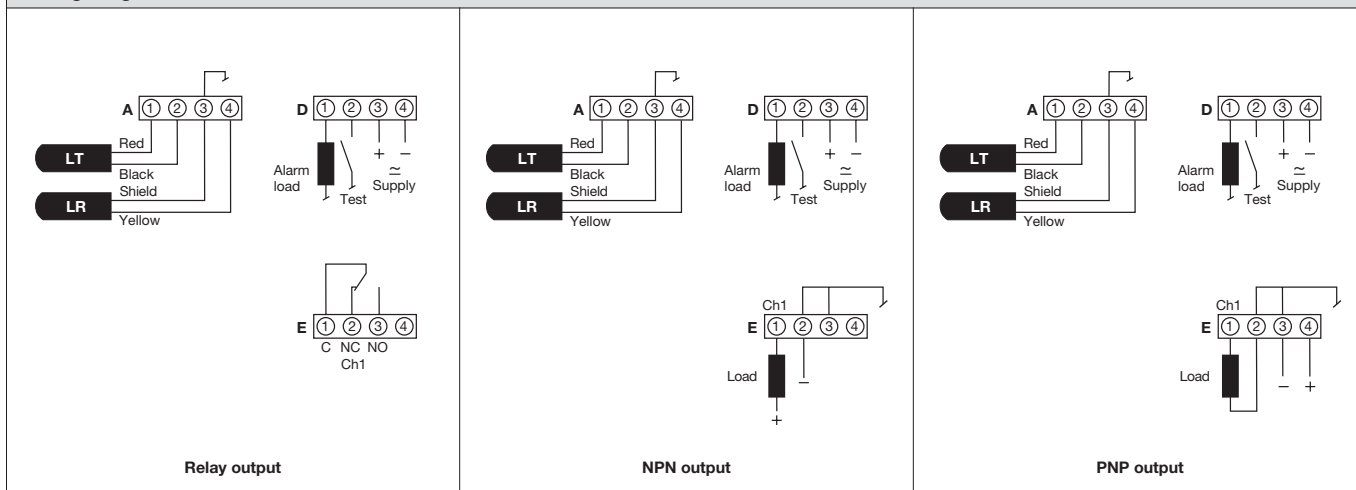 A 1 2 3 4
D 1 2 3 4
Red
LT
Black
Shield
LR
Yellow
Alarm
load
Test
+ −
≃
Supply
E 1 2 3 4
C NC NO
Ch1
Relay output
A 1 2 3 4
D 1 2 3 4
Red
LT
Black
Shield
LR
Yellow
Alarm
load
Test
+ −
≃
Supply
Ch1
E 1 2 3 4
Load
−
+
NPN output
A 1 2 3 4
D 1 2 3 4
Red
LT
Black
Shield
LR
Yellow
Alarm
load
Test
+ −
≃
Supply
Ch1
E 1 2 3 4
Load
− +
PNP output